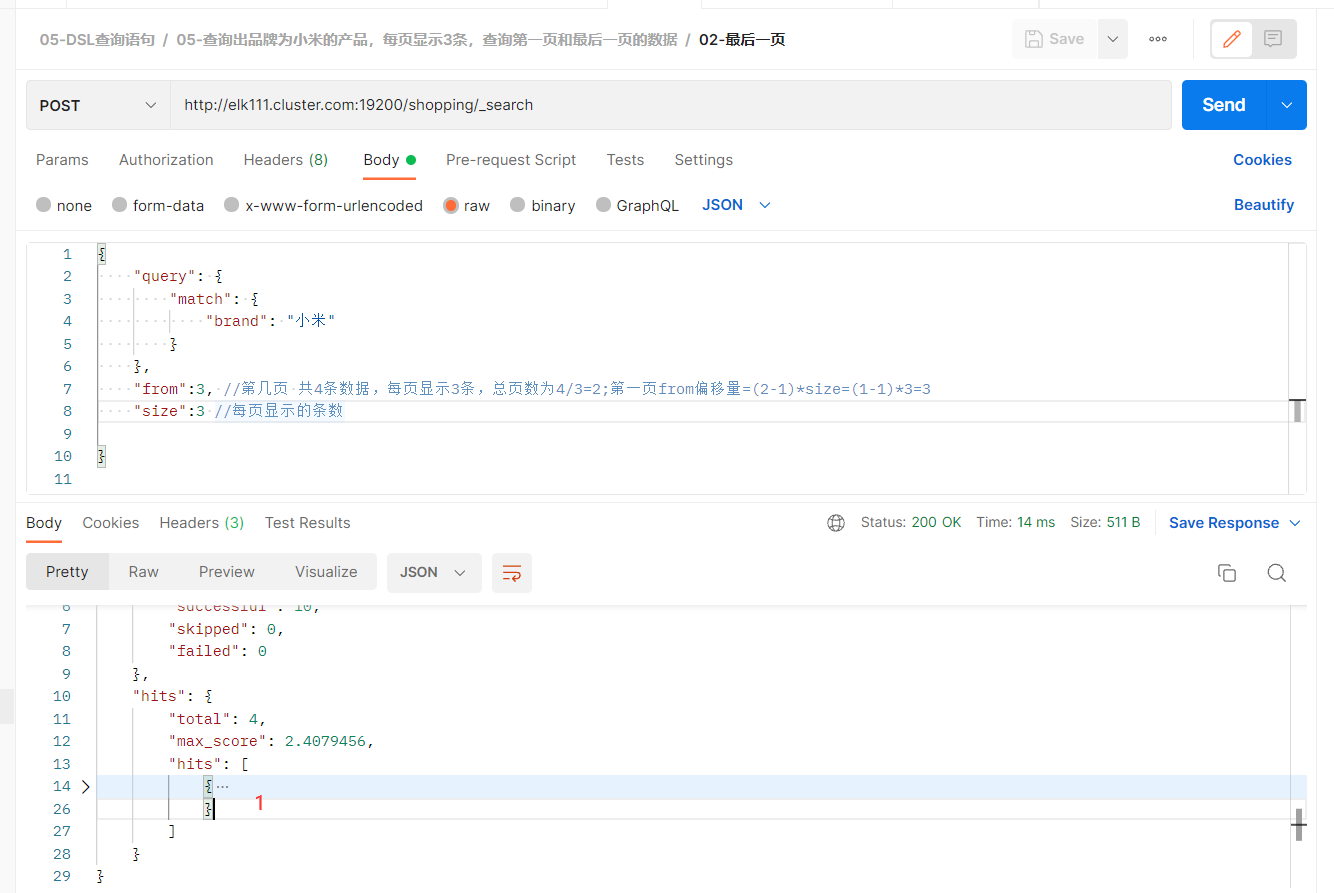 05-DSL查询语句 / 05-查询出品牌为小米的产品，每页显示3条，查询第一页和最后一页的数据 / 02-最后一页
Save
POST
http://elk111.cluster.com:19200/shopping/_search
Send
Params Authorization Headers (8) Body Pre-request Script Tests Settings
Cookies
none form-data x-www-form-urlencoded raw binary GraphQL JSON
Beautify
1 {
2 "query": {
3 "match": {
4 "brand": "小米"
5 }
6 },
7 "from":3, //第几页 共4条数据，每页显示3条，总页数为4/3=2;第一页from偏移量=(2-1)*size=(1-1)*3=3
8 "size":3 //每页显示的条数
9
10 }
11
Body Cookies Headers (3) Test Results
Status: 200 OK Time: 14 ms Size: 511 B
Save Response
Pretty Raw Preview Visualize JSON
6 "successful": 10,
7 "skipped": 0,
8 "failed": 0
9 },
10 "hits": {
11 "total": 4,
12 "max_score": 2.4079456,
13 "hits": [
14 { ...
26 } 1
27 ]
28 }
29 }